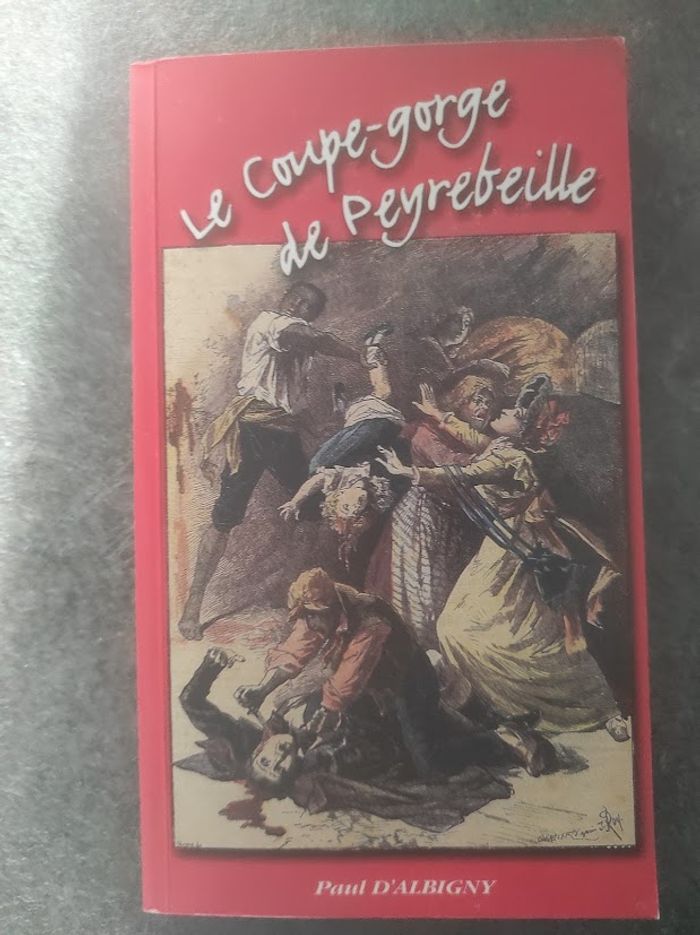 Le Coupe-gorge
de Peyrebeille
Paul D'ALBIGNY